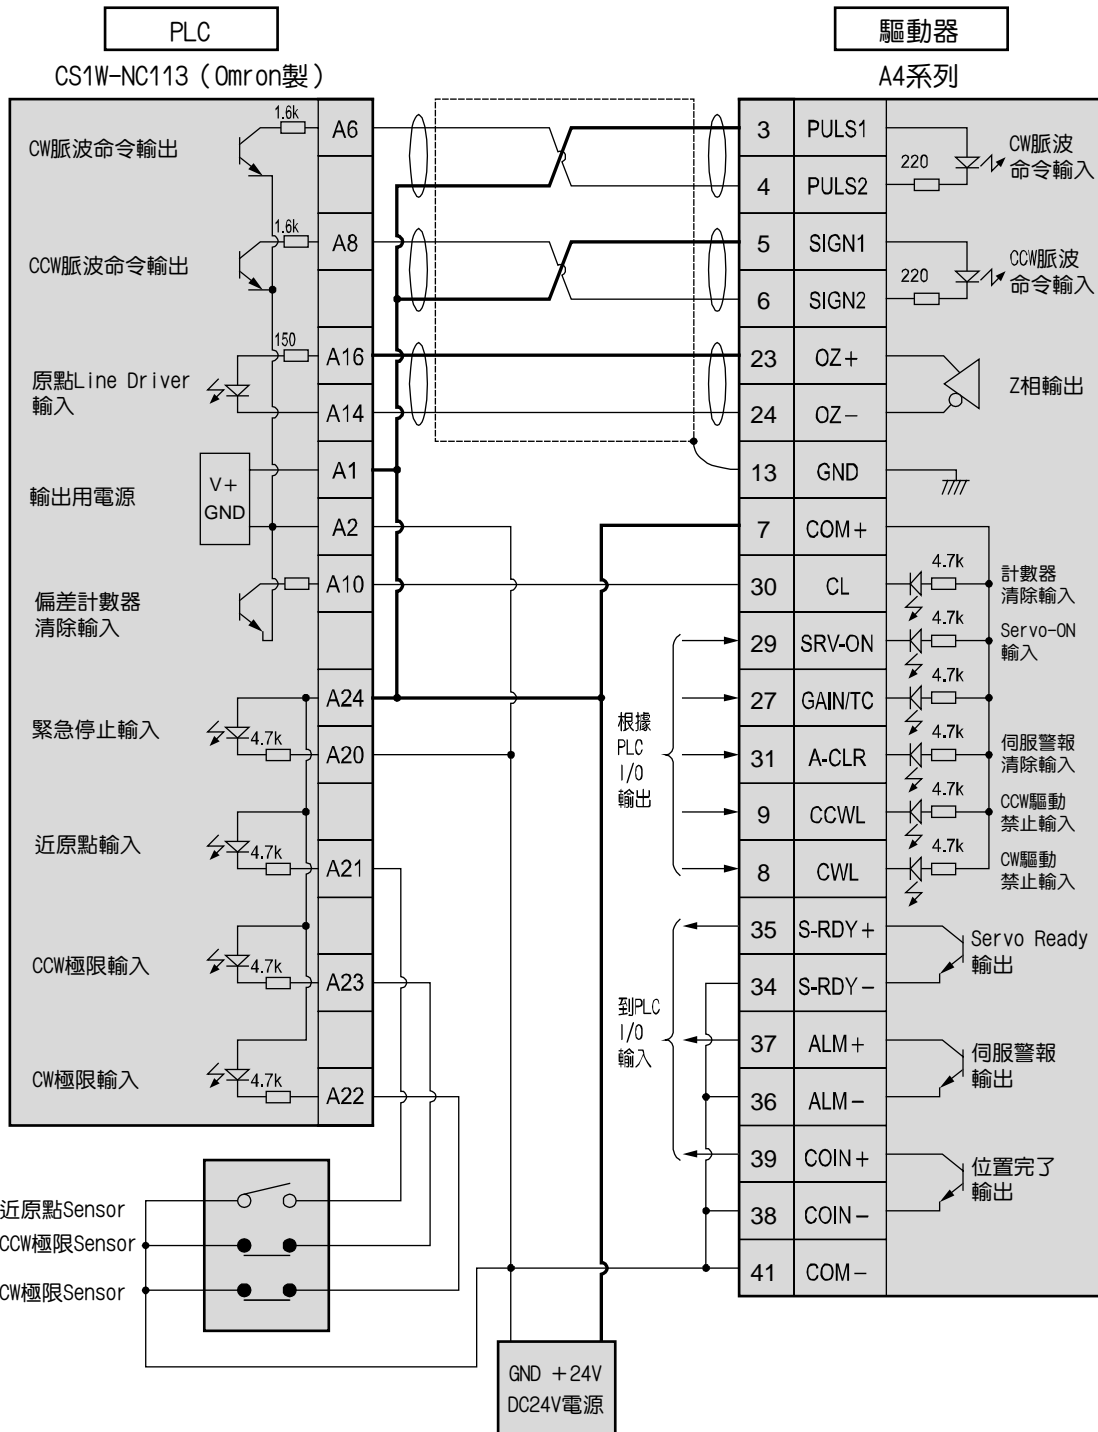 PLC
驅動器
CS1W-NC113（Omron製）
A4系列
CW脈波命令輸出
1.6k
A6
CCW脈波命令輸出
1.6k
A8
原點Line Driver
輸入
150
A16
A14
輸出用電源
V+
GND
A1
A2
偏差計數器
清除輸入
A10
緊急停止輸入
4.7k
A24
A20
近原點輸入
4.7k
A21
CCW極限輸入
4.7k
A23
CW極限輸入
4.7k
A22
近原點Sensor
CCW極限Sensor
CW極限Sensor
GND +24V
DC24V電源
根據
PLC
I/O
輸出
到PLC
I/O
輸入
3 PULS1
4 PULS2
220
CW脈波
命令輸入
5 SIGN1
6 SIGN2
220
CCW脈波
命令輸入
23 OZ+
24 OZ-
Z相輸出
13 GND
7 COM+
30 CL
4.7k
計數器
清除輸入
29 SRV-ON
4.7k
Servo-ON
輸入
27 GAIN/TC
4.7k
31 A-CLR
4.7k
伺服警報
清除輸入
9 CCWL
4.7k
CCW驅動
禁止輸入
8 CWL
4.7k
CW驅動
禁止輸入
35 S-RDY+
34 S-RDY-
Servo Ready
輸出
37 ALM+
36 ALM-
伺服警報
輸出
39 COIN+
38 COIN-
位置完了
輸出
41 COM-